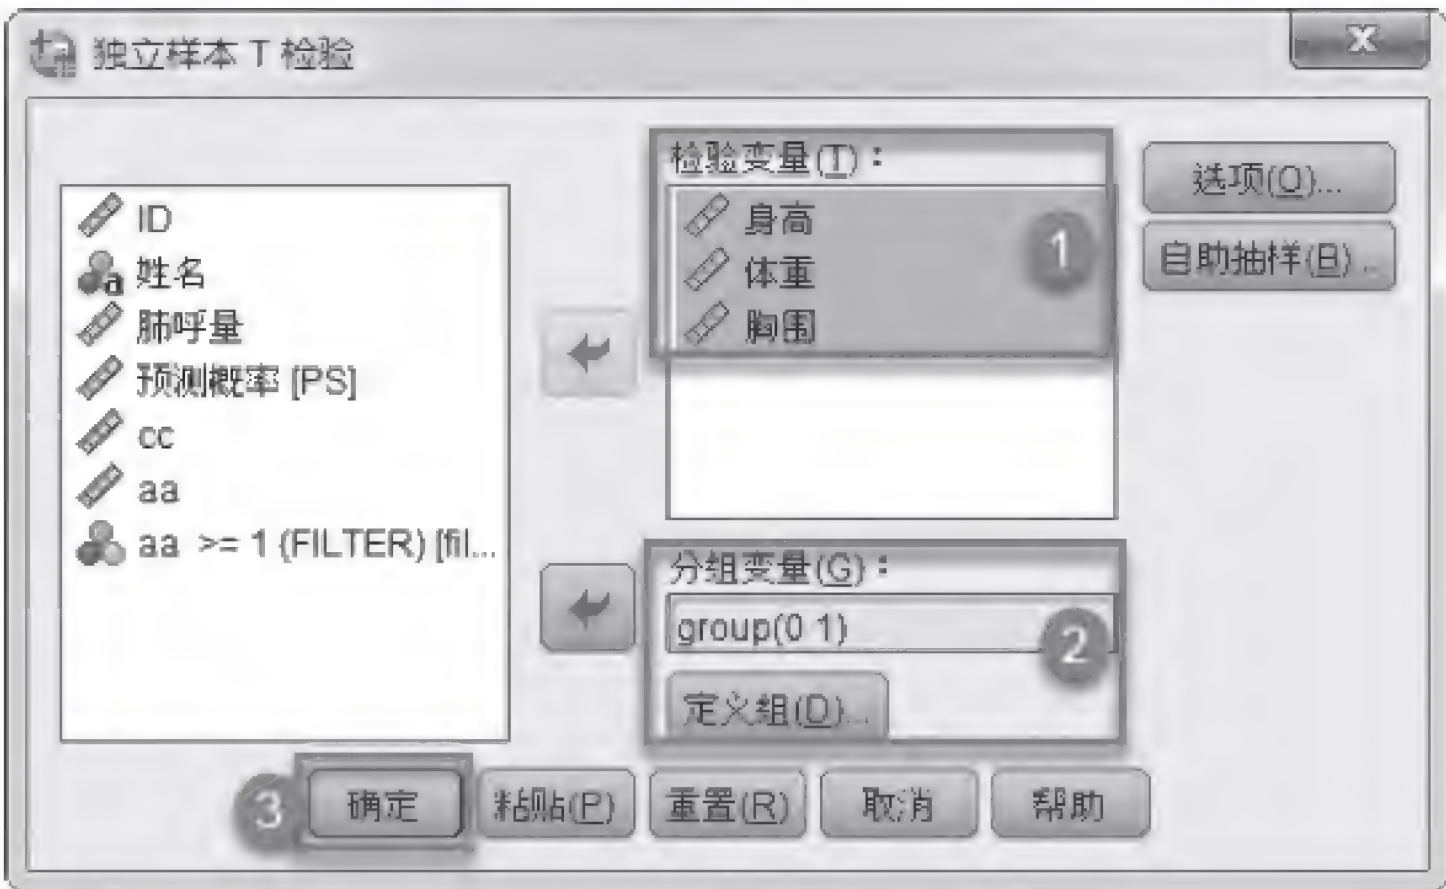 独立样本 T 检验
X
ID
姓名
肺呼量
预测概率 [PS]
cc
aa
aa >= 1 (FILTER) [fil...
检验变量(T)：
身高
体重
胸围
1
分组变量(G)：
group(0 1)
2
定义组(D)...
选项(O)...
自助抽样(B)..
3
确定
粘贴(P)
重置(R)
取消
帮助